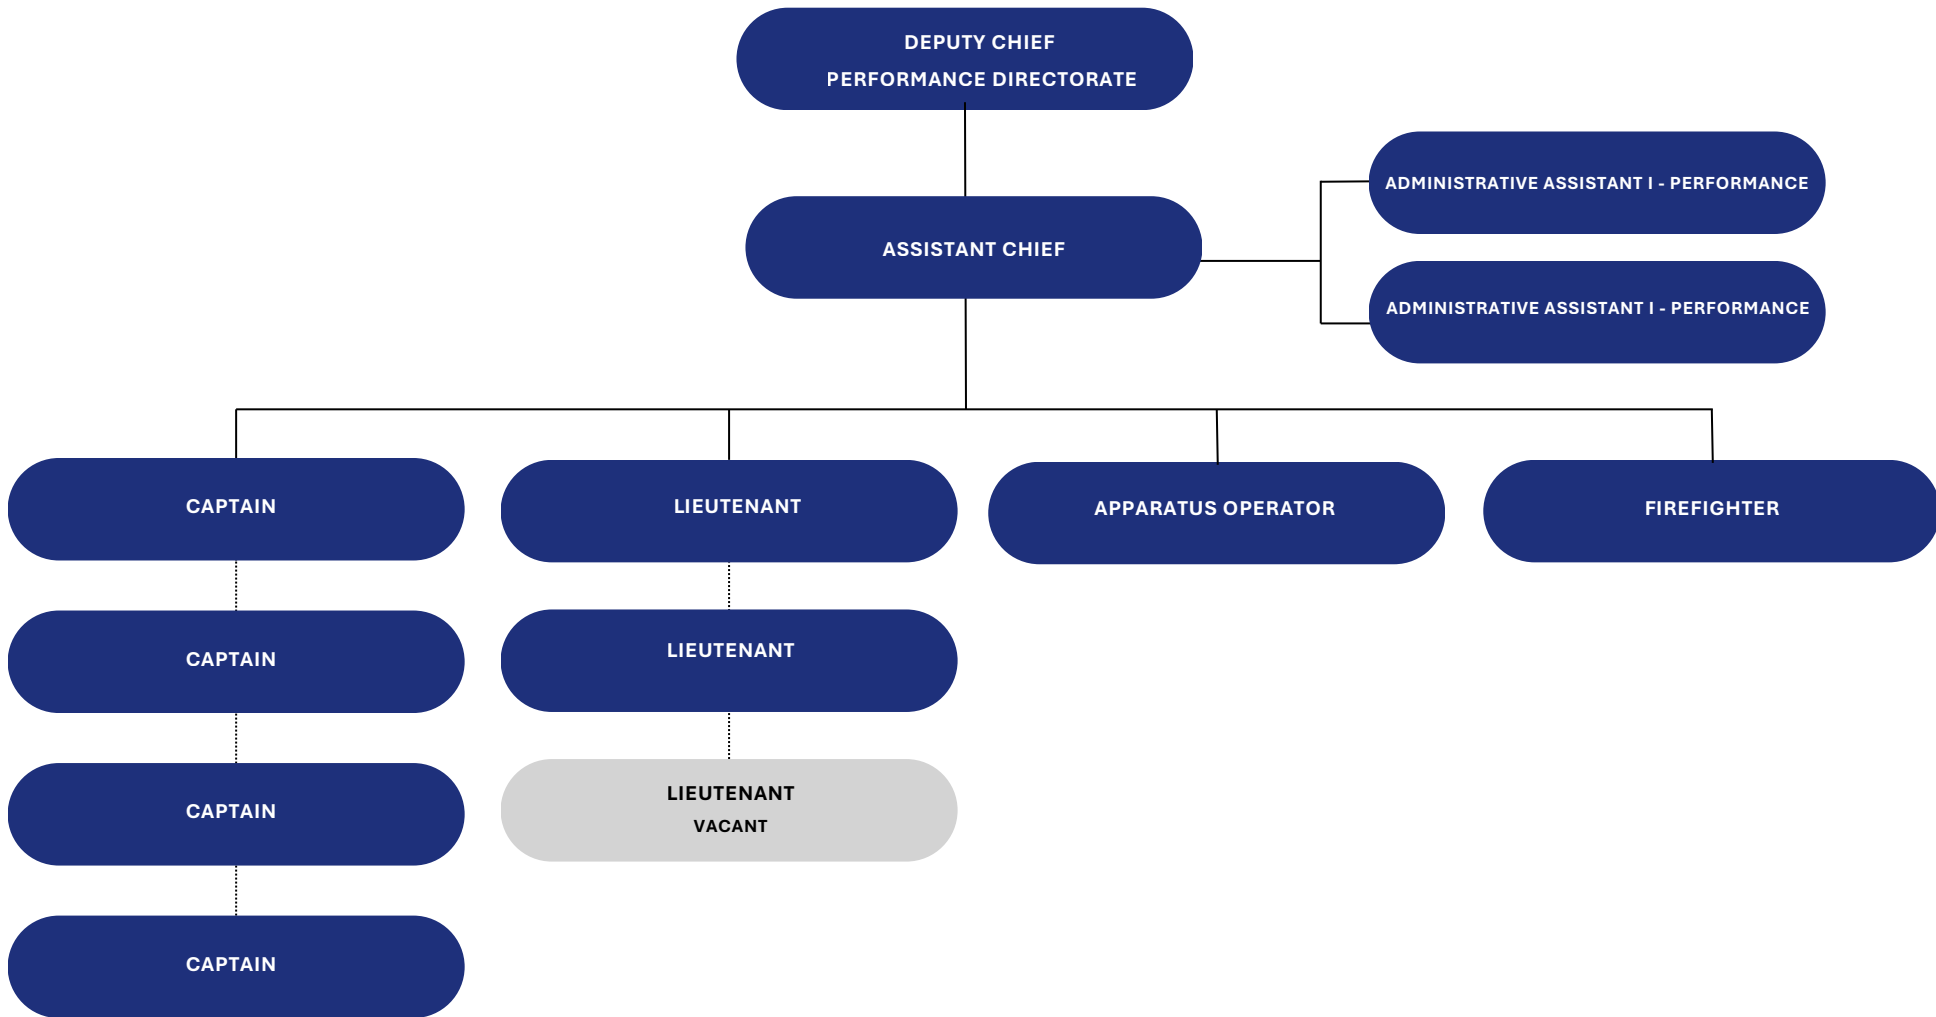 DEPUTY CHIEF
PERFORMANCE DIRECTORATE
ADMINISTRATIVE ASSISTANT I - PERFORMANCE
ASSISTANT CHIEF
ADMINISTRATIVE ASSISTANT I - PERFORMANCE
CAPTAIN
LIEUTENANT
APPARATUS OPERATOR
FIREFIGHTER
CAPTAIN
LIEUTENANT
CAPTAIN
LIEUTENANT
VACANT
CAPTAIN